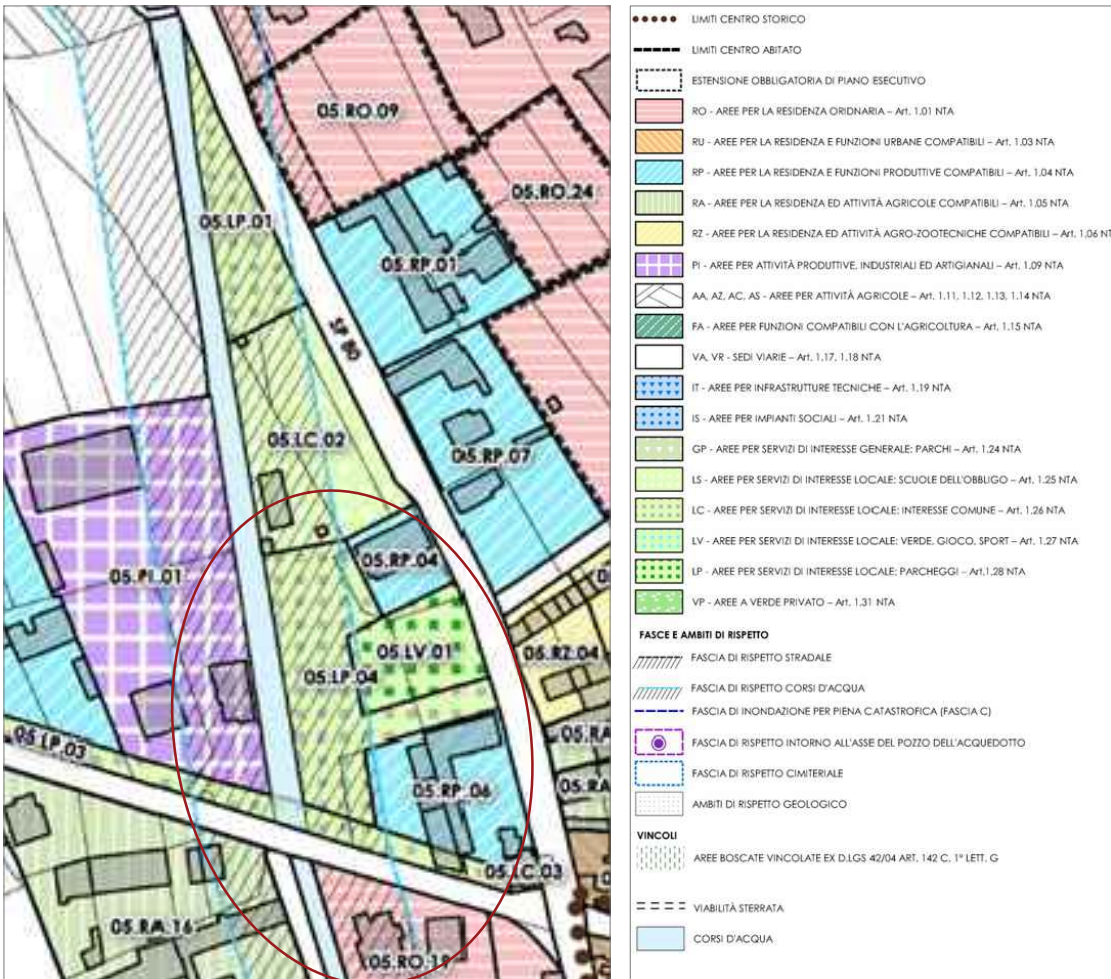 05.RO.09
05.RO.24
05.LP.01
05.RP.01
SP 80
05.LC.02
05.RP.07
05.RP.04
05.PI.01
05.LV.01
05.RZ.04
05.LP.04
05.RA
05.LP.03
05.RP.06
05.RA
05.LC.03
05.RA.16
05.RO.19
LIMITI CENTRO STORICO
LIMITI CENTRO ABITATO
ESTENSIONE OBBLIGATORIA DI PIANO ESECUTIVO
RO - AREE PER LA RESIDENZA ORIDNARIA – Art. 1.01 NTA
RU - AREE PER LA RESIDENZA E FUNZIONI URBANE COMPATIBILI – Art. 1.03 NTA
RP - AREE PER LA RESIDENZA E FUNZIONI PRODUTTIVE COMPATIBILI – Art. 1.04 NTA
RA - AREE PER LA RESIDENZA ED ATTIVITÀ AGRICOLE COMPATIBILI – Art. 1.05 NTA
RZ - AREE PER LA RESIDENZA ED ATTIVITÀ AGRO-ZOOTECNICHE COMPATIBILI – Art. 1.06 NT
PI - AREE PER ATTIVITÀ PRODUTTIVE, INDUSTRIALI ED ARTIGIANALI – Art. 1.09 NTA
AA, AZ, AC, AS - AREE PER ATTIVITÀ AGRICOLE – Art. 1.11, 1.12, 1.13, 1.14 NTA
FA - AREE PER FUNZIONI COMPATIBILI CON L'AGRICOLTURA – Art. 1.15 NTA
VA, VR - SEDI VIARIE – Art. 1.17, 1.18 NTA
IT - AREE PER INFRASTRUTTURE TECNICHE – Art. 1.19 NTA
IS - AREE PER IMPIANTI SOCIALI – Art. 1.21 NTA
GP - AREE PER SERVIZI DI INTERESSE GENERALE: PARCHI – Art. 1.24 NTA
LS - AREE PER SERVIZI DI INTERESSE LOCALE: SCUOLE DELL'OBBLIGO – Art. 1.25 NTA
LC - AREE PER SERVIZI DI INTERESSE LOCALE: INTERESSE COMUNE – Art. 1.26 NTA
LV - AREE PER SERVIZI DI INTERESSE LOCALE: VERDE, GIOCO, SPORT – Art. 1.27 NTA
LP - AREE PER SERVIZI DI INTERESSE LOCALE: PARCHEGGI – Art.1.28 NTA
VP - AREE A VERDE PRIVATO – Art. 1.31 NTA
FASCE E AMBITI DI RISPETTO
FASCIA DI RISPETTO STRADALE
FASCIA DI RISPETTO CORSI D'ACQUA
FASCIA DI INONDAZIONE PER PIENA CATASTROFICA (FASCIA C)
FASCIA DI RISPETTO INTORNO ALL'ASSE DEL POZZO DELL'ACQUEDOTTO
FASCIA DI RISPETTO CIMITERIALE
AMBITI DI RISPETTO GEOLOGICO
VINCOLI
AREE BOSCATE VINCOLATE EX D.LGS 42/04 ART. 142 C. 1° LETT. G
VIABILITÀ STERRATA
CORSI D'ACQUA